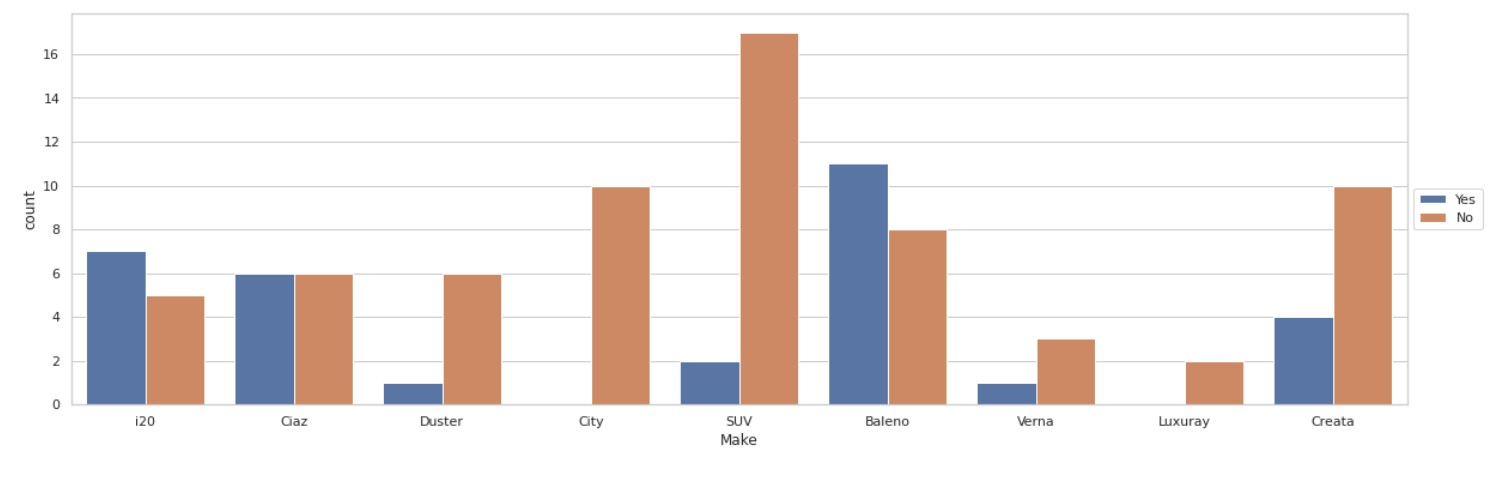 16
14
12
10
8
6
4
2
0
count
i20 Ciaz Duster City SUV Baleno Verna Luxuray Creata
Make
Yes
No